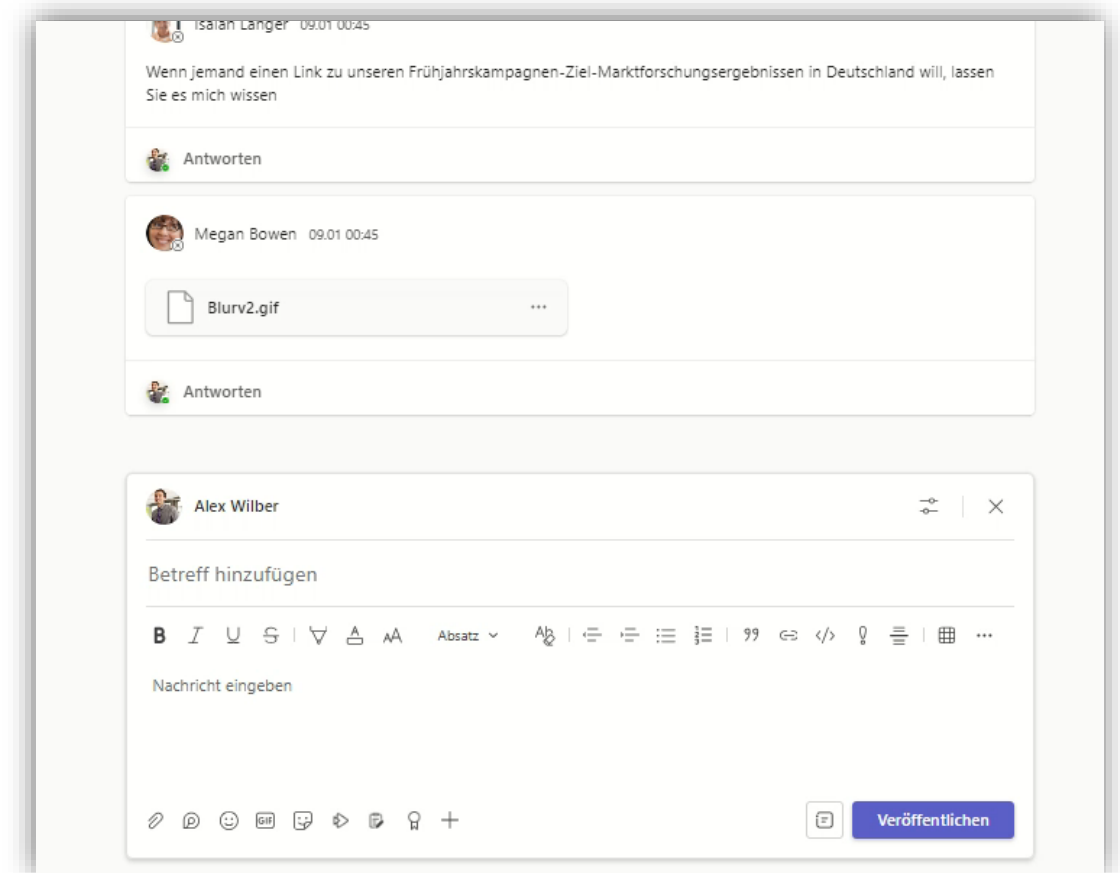 Isaiah Langer 09.01 00:45
Wenn jemand einen Link zu unseren Frühjahrskampagnen-Ziel-Marktforschungsergebnissen in Deutschland will, lassen
Sie es mich wissen
Antworten
Megan Bowen 09.01 00:45
Blurv2.gif
Antworten
Alex Wilber
Betreff hinzufügen
Absatz
Nachricht eingeben
GIF
Veröffentlichen